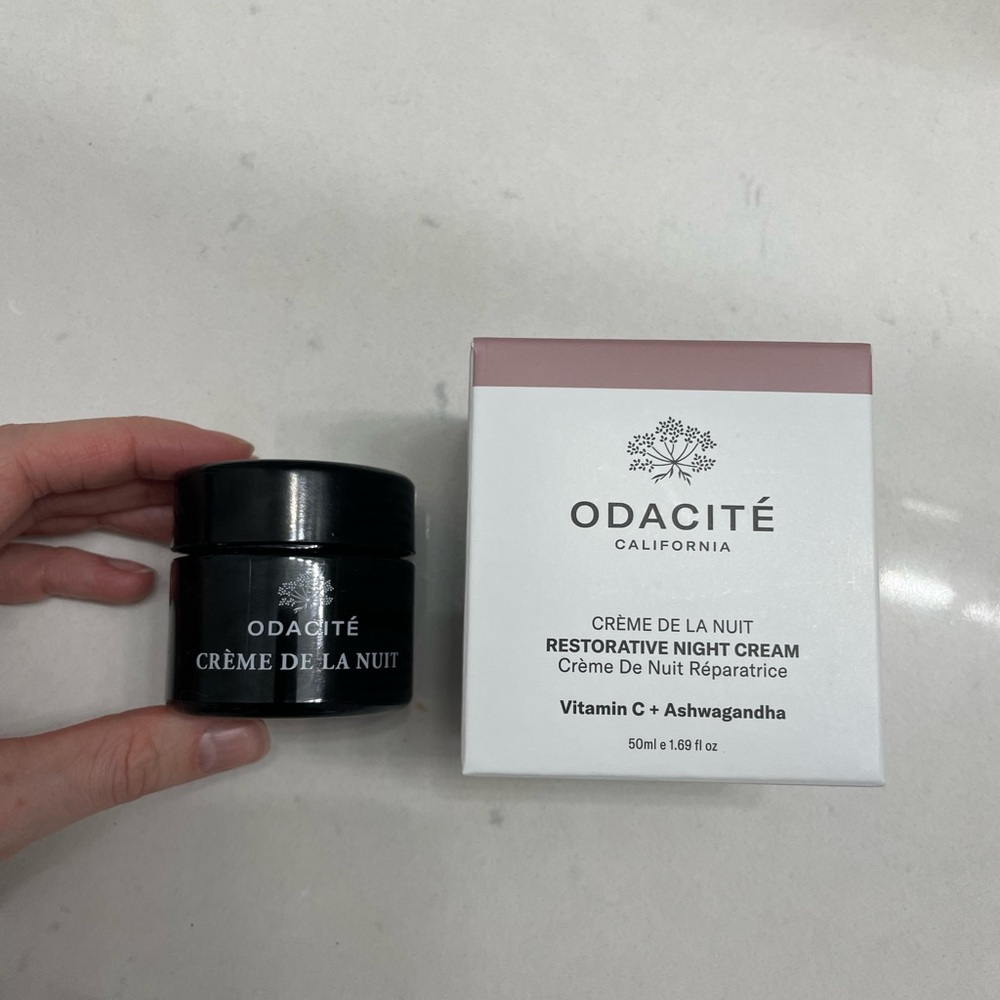 ODACITÉ
CRÈME DE LA NUIT
ODACITÉ
CALIFORNIA
CRÈME DE LA NUIT
RESTORATIVE NIGHT CREAM
Crème De Nuit Réparatrice
Vitamin C + Ashwagandha
50ml e 1.69 fl oz